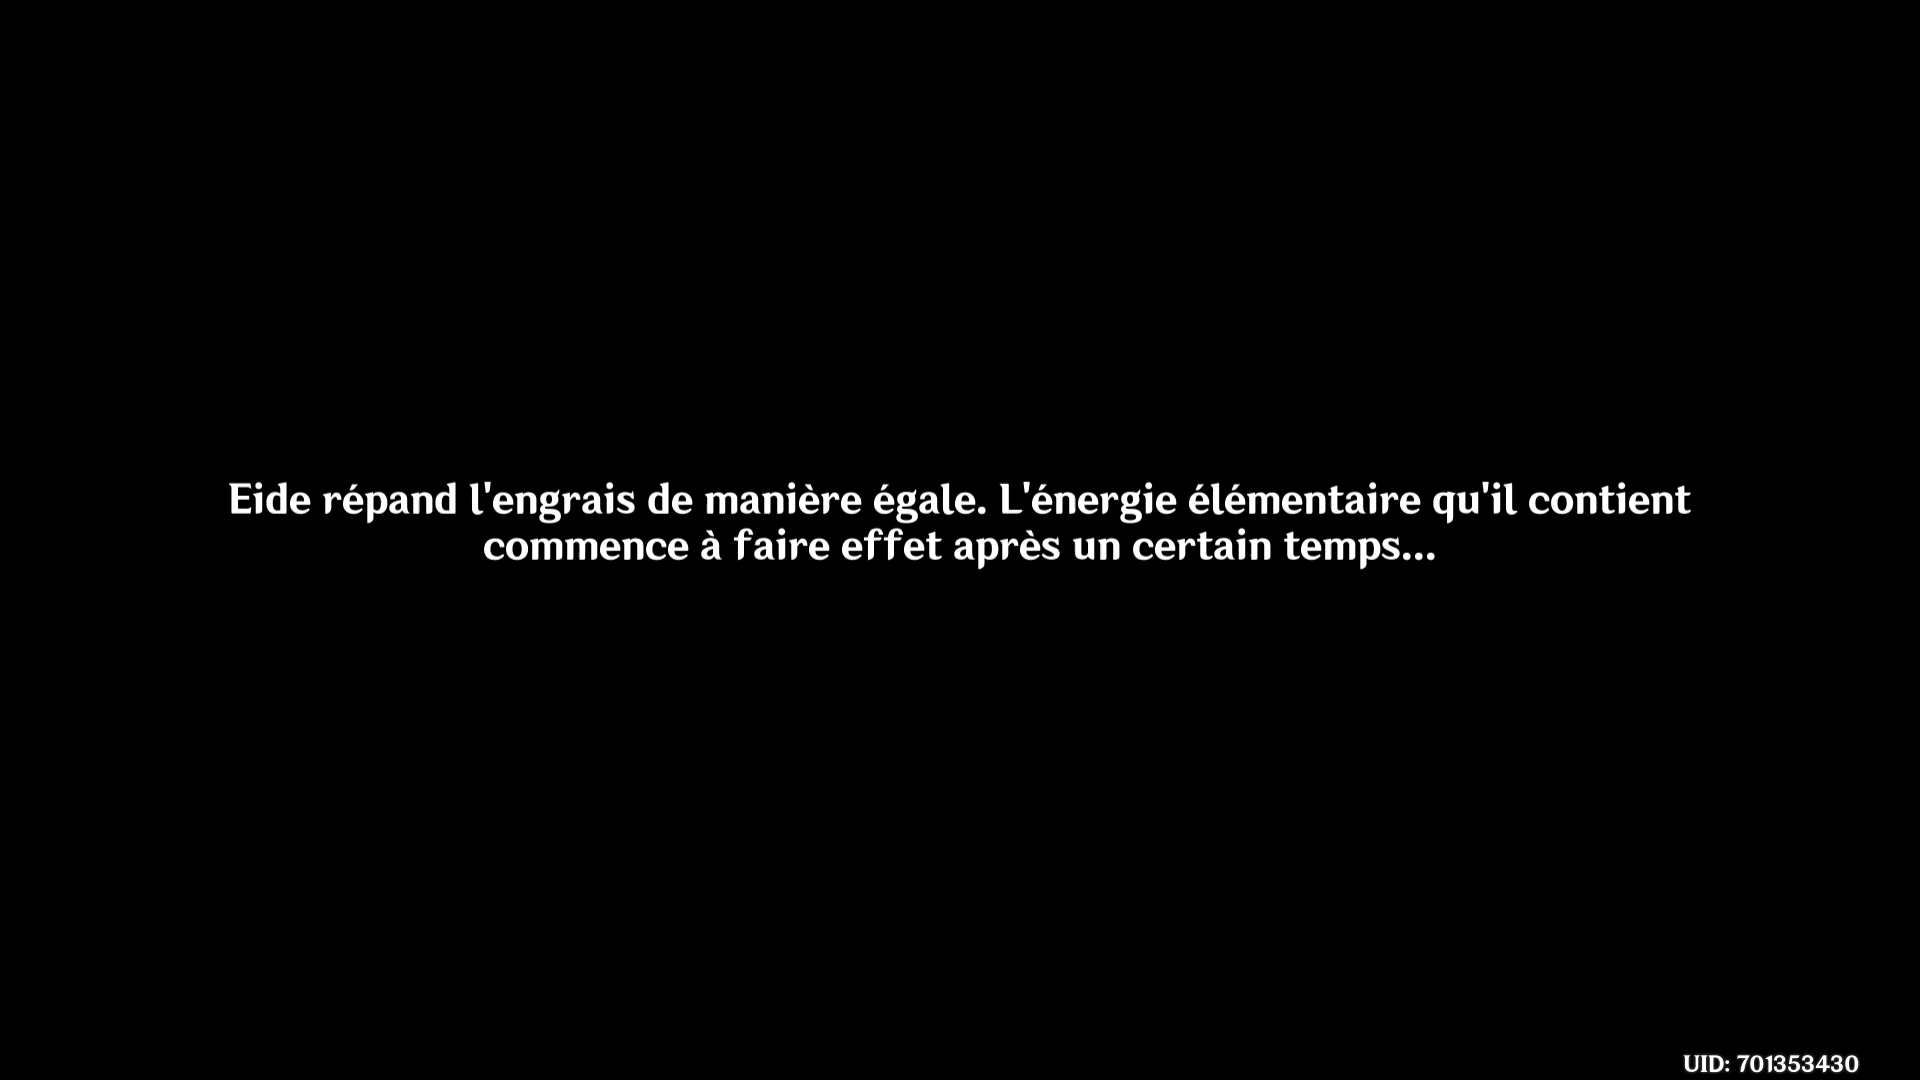 Eide répand l'engrais de manière égale. L'énergie élémentaire qu'il contient
commence à faire effet après un certain temps...
UID: 701353430